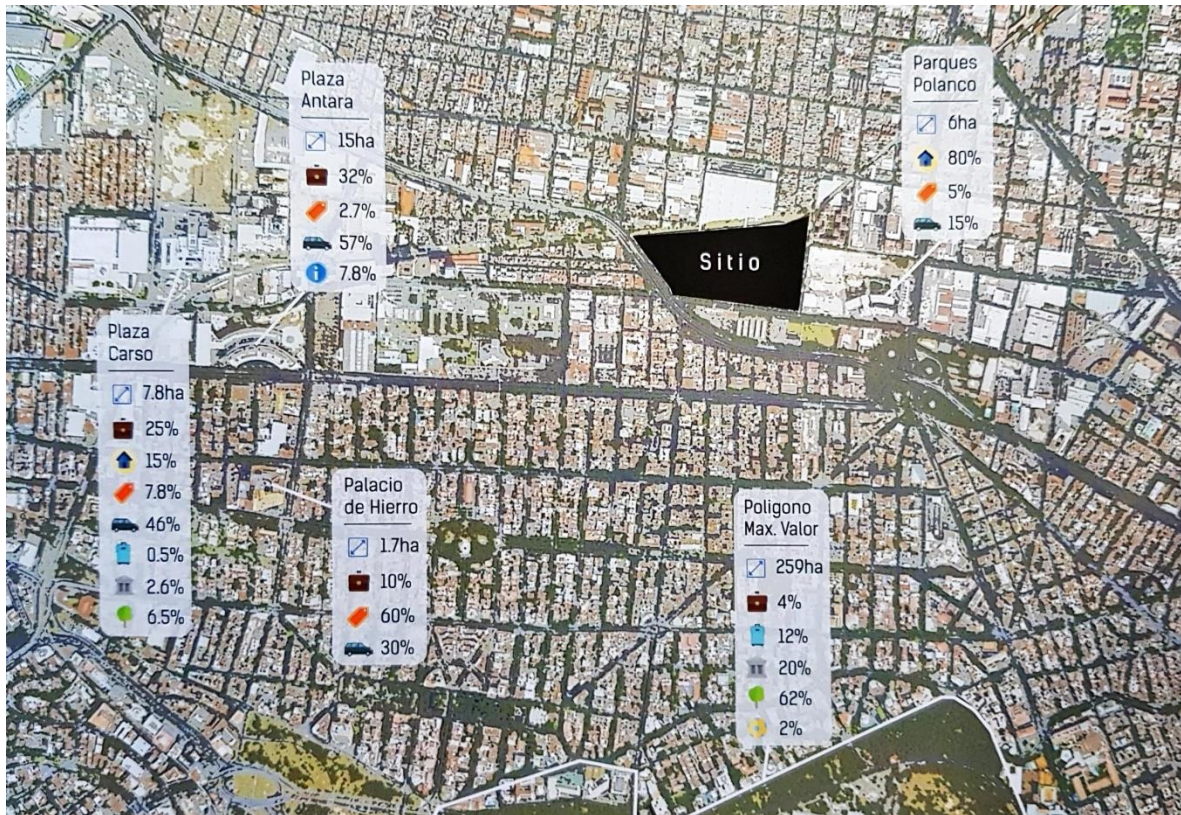 Plaza
Antara
15ha
32%
2.7%
57%
7.8%
Parques
Polanco
6ha
80%
5%
15%
Sitio
Plaza
Carso
7.8ha
25%
15%
7.8%
46%
0.5%
2.6%
6.5%
Palacio
de Hierro
1.7ha
10%
60%
30%
Poligono
Max. Valor
259ha
4%
12%
20%
62%
2%